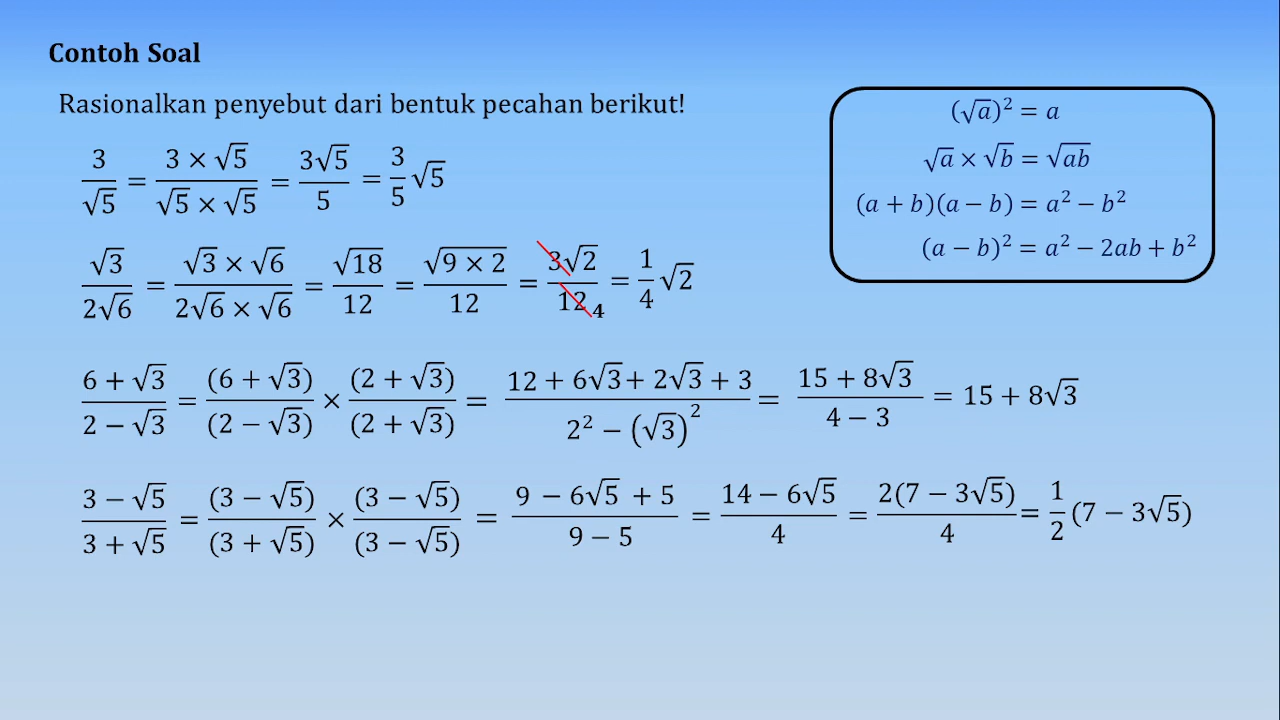 Contoh Soal
Rasionalkan penyebut dari bentuk pecahan berikut!
(√a)² = a
√a × √b = √ab
(a + b)(a − b) = a² − b²
(a − b)² = a² − 2ab + b²
3/√5 = (3 × √5)/(√5 × √5) = 3√5/5 = 3/5 √5
√3/2√6 = (√3 × √6)/(2√6 × √6) = √18/12 = √(9 × 2)/12 = 3√2/12 4 = 1/4 √2
(6 + √3)/(2 − √3) = (6 + √3)/(2 − √3) × (2 + √3)/(2 + √3) = (12 + 6√3 + 2√3 + 3)/(2² − (√3)²) = (15 + 8√3)/(4 − 3) = 15 + 8√3
(3 − √5)/(3 + √5) = (3 − √5)/(3 + √5) × (3 − √5)/(3 − √5) = (9 − 6√5 + 5)/(9 − 5) = (14 − 6√5)/4 = 2(7 − 3√5)/4 = 1/2 (7 − 3√5)